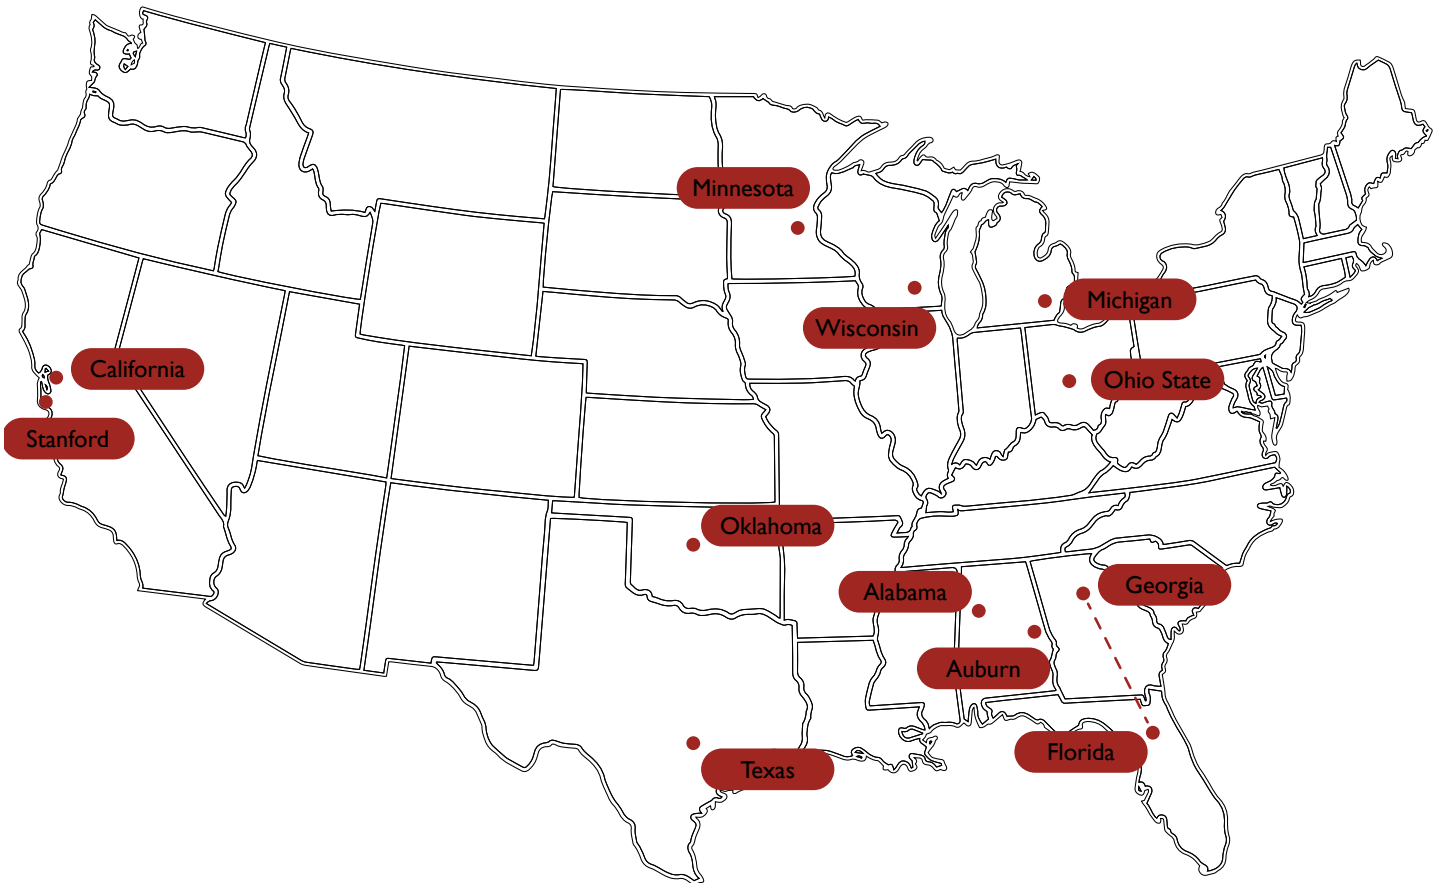 Minnesota
Michigan
Wisconsin
California
Ohio State
Stanford
Oklahoma
Georgia
Alabama
Auburn
Florida
Texas